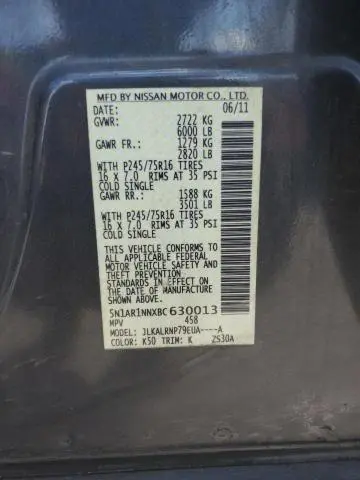 MFD BY NISSAN MOTOR CO., LTD.
DATE: 06/11
GVWR: 2722 KG
6000 LB
GAWR FR.: 1279 KG
2820 LB
WITH P245/75R16 TIRES
16 X 7.0 RIMS AT 35 PSI
COLD SINGLE
GAWR RR.: 1588 KG
3501 LB
WITH P245/75R16 TIRES
16 X 7.0 RIMS AT 35 PSI
COLD SINGLE
THIS VEHICLE CONFORMS TO
ALL APPLICABLE FEDERAL
MOTOR VEHICLE SAFETY
AND THEFT PREVENTION
STANDARDS IN EFFECT
ON THE DATE OF
MANUFACTURE SHOWN ABOVE
5N1AR1NNXBC630013
MPV 458
MODEL: JLKALRNP79EUA----A
COLOR: K50 TRIM: K ZS30A